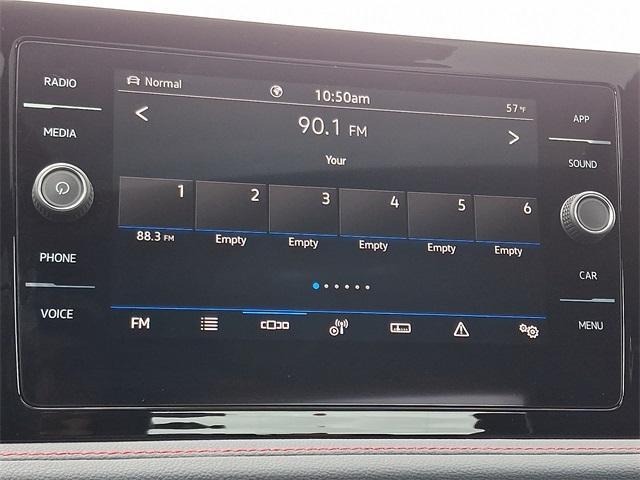 RADIO
MEDIA
PHONE
VOICE
Normal
10:50am
57°F
< 90.1 FM >
Your
1 2 3 4 5 6
88.3 FM Empty Empty Empty Empty Empty
FM
APP
SOUND
CAR
MENU